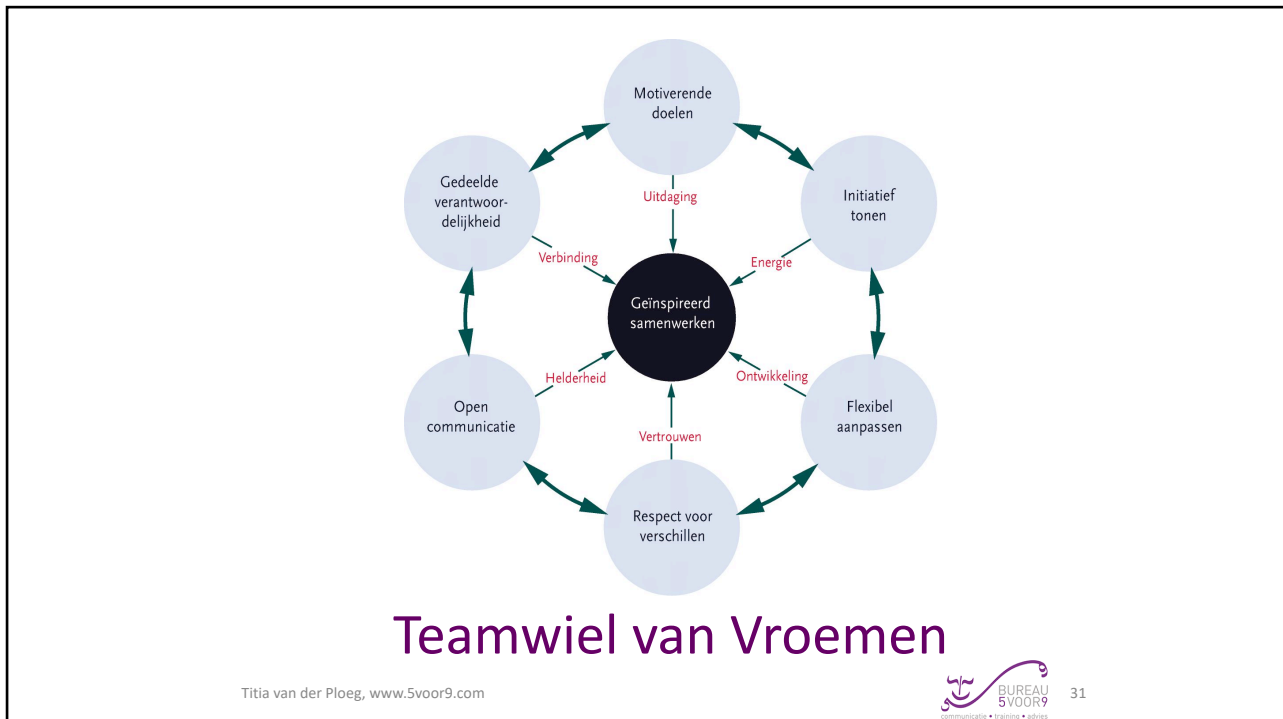 Motiverende
doelen
Gedeelde
verantwoor-
delijkheid
Uitdaging
Initiatief
tonen
Verbinding
Energie
Geïnspireerd
samenwerken
Helderheid
Ontwikkeling
Open
communicatie
Flexibel
aanpassen
Vertrouwen
Respect voor
verschillen
Teamwiel van Vroemen
Titia van der Ploeg, www.5voor9.com
BUREAU
5VOOR9
communicatie • training • advies
31